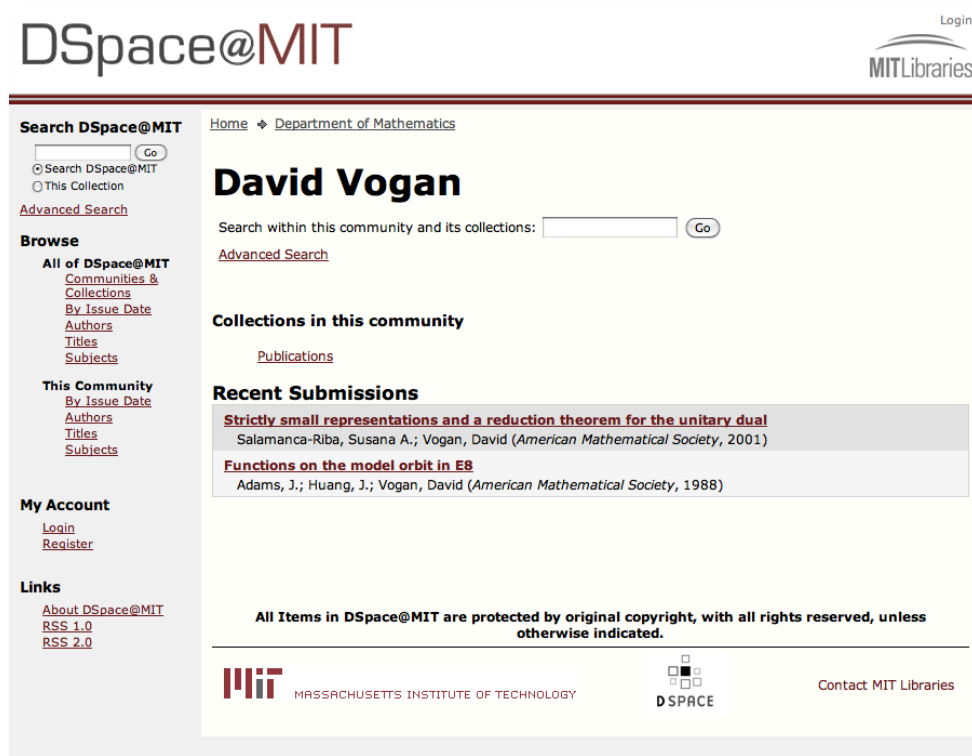 DSpace@MIT
Login
MITLibraries
Search DSpace@MIT
Go
Search DSpace@MIT
This Collection
Advanced Search
Browse
All of DSpace@MIT
Communities &
Collections
By Issue Date
Authors
Titles
Subjects
This Community
By Issue Date
Authors
Titles
Subjects
My Account
Login
Register
Links
About DSpace@MIT
RSS 1.0
RSS 2.0
Home Department of Mathematics
David Vogan
Search within this community and its collections: Go
Advanced Search
Collections in this community
Publications
Recent Submissions
Strictly small representations and a reduction theorem for the unitary dual
Salamanca-Riba, Susana A.; Vogan, David (American Mathematical Society, 2001)
Functions on the model orbit in E8
Adams, J.; Huang, J.; Vogan, David (American Mathematical Society, 1988)
All Items in DSpace@MIT are protected by original copyright, with all rights reserved, unless
otherwise indicated.
MASSACHUSETTS INSTITUTE OF TECHNOLOGY
DSPACE
Contact MIT Libraries